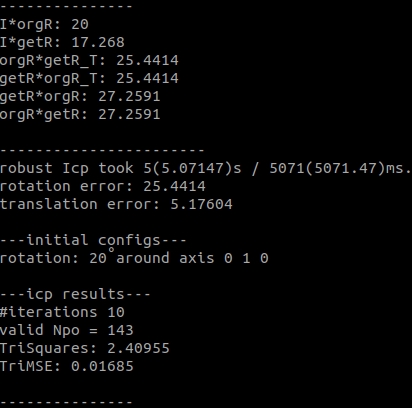 ---------------
I*orgR: 20
I*getR: 17.268
orgR*getR_T: 25.4414
getR*orgR_T: 25.4414
getR*orgR: 27.2591
orgR*getR: 27.2591
-----------------------
robust Icp took 5(5.07147)s / 5071(5071.47)ms.
rotation error: 25.4414
translation error: 5.17604
---initial configs---
rotation: 20°around axis 0 1 0
---icp results---
#iterations 10
valid Npo = 143
TriSquares: 2.40955
TriMSE: 0.01685
---------------